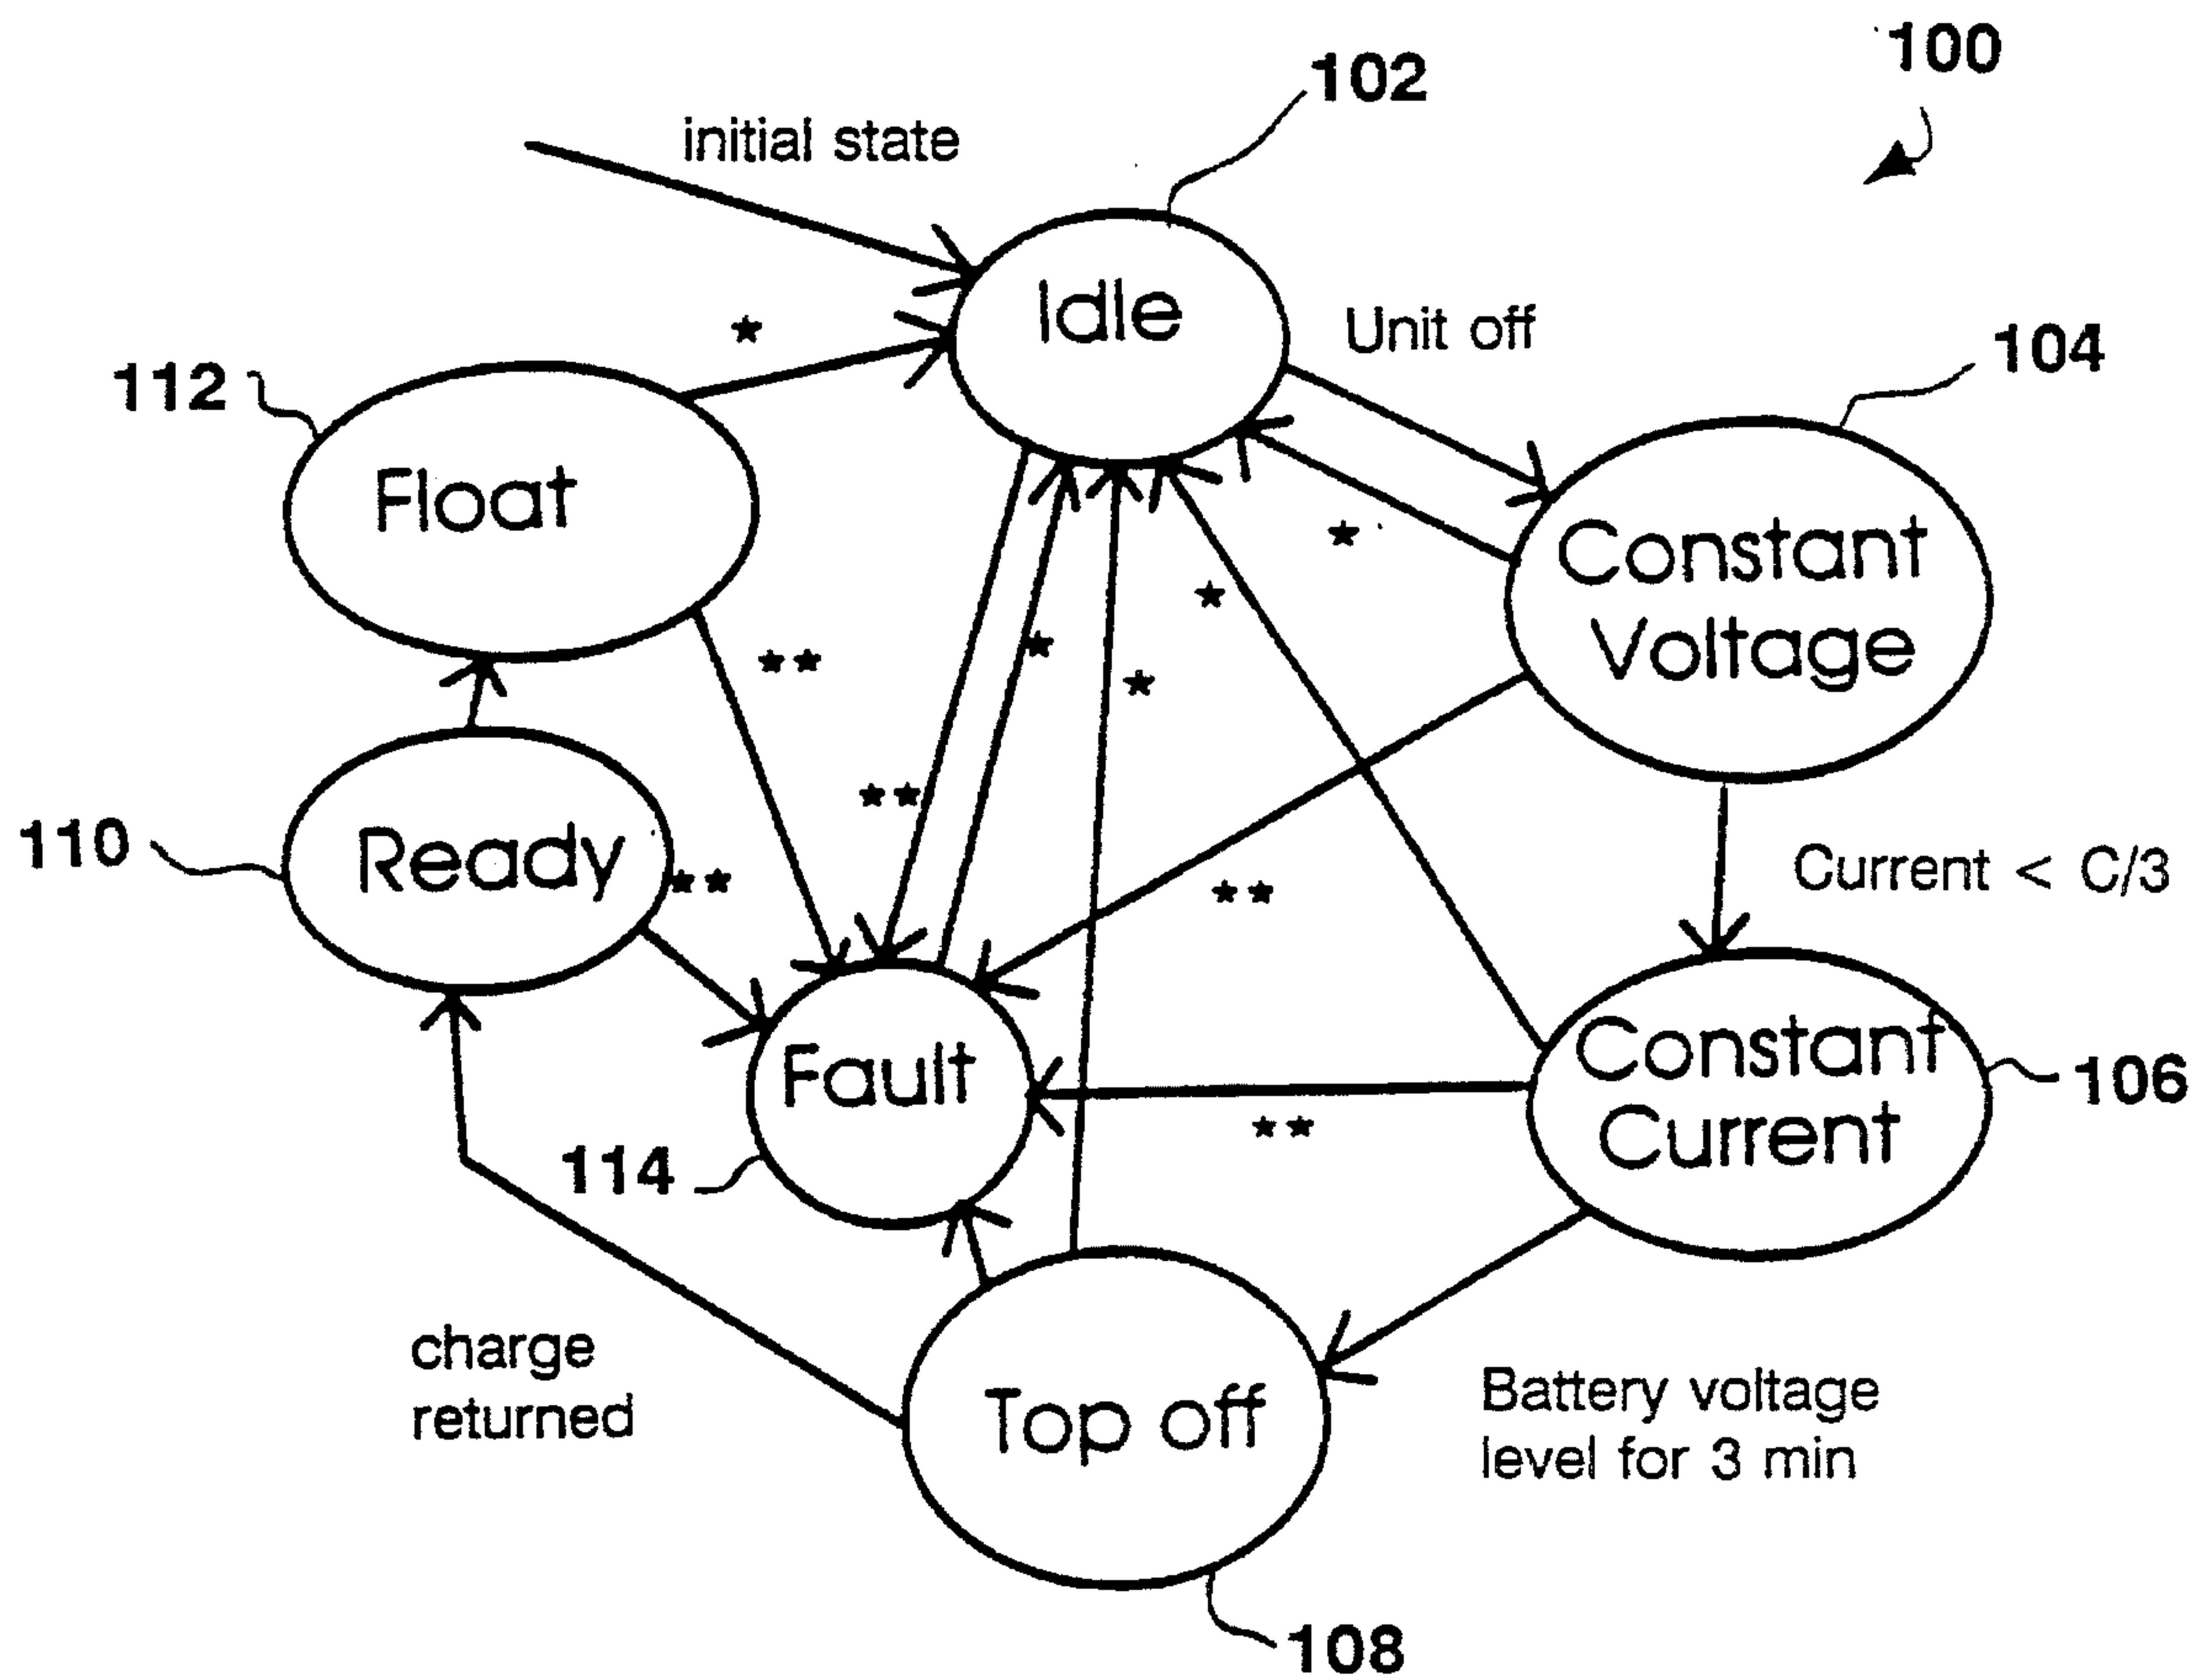 100
102
initial state
Idle
Unit off
104
*
112
Float
*
Constant
Voltage
*
*
*
**
**
Ready
110
**
**
Current < C/3
Fault
Constant
Current
106
**
114
charge
returned
Top off
Battery voltage
level for 3 min
108